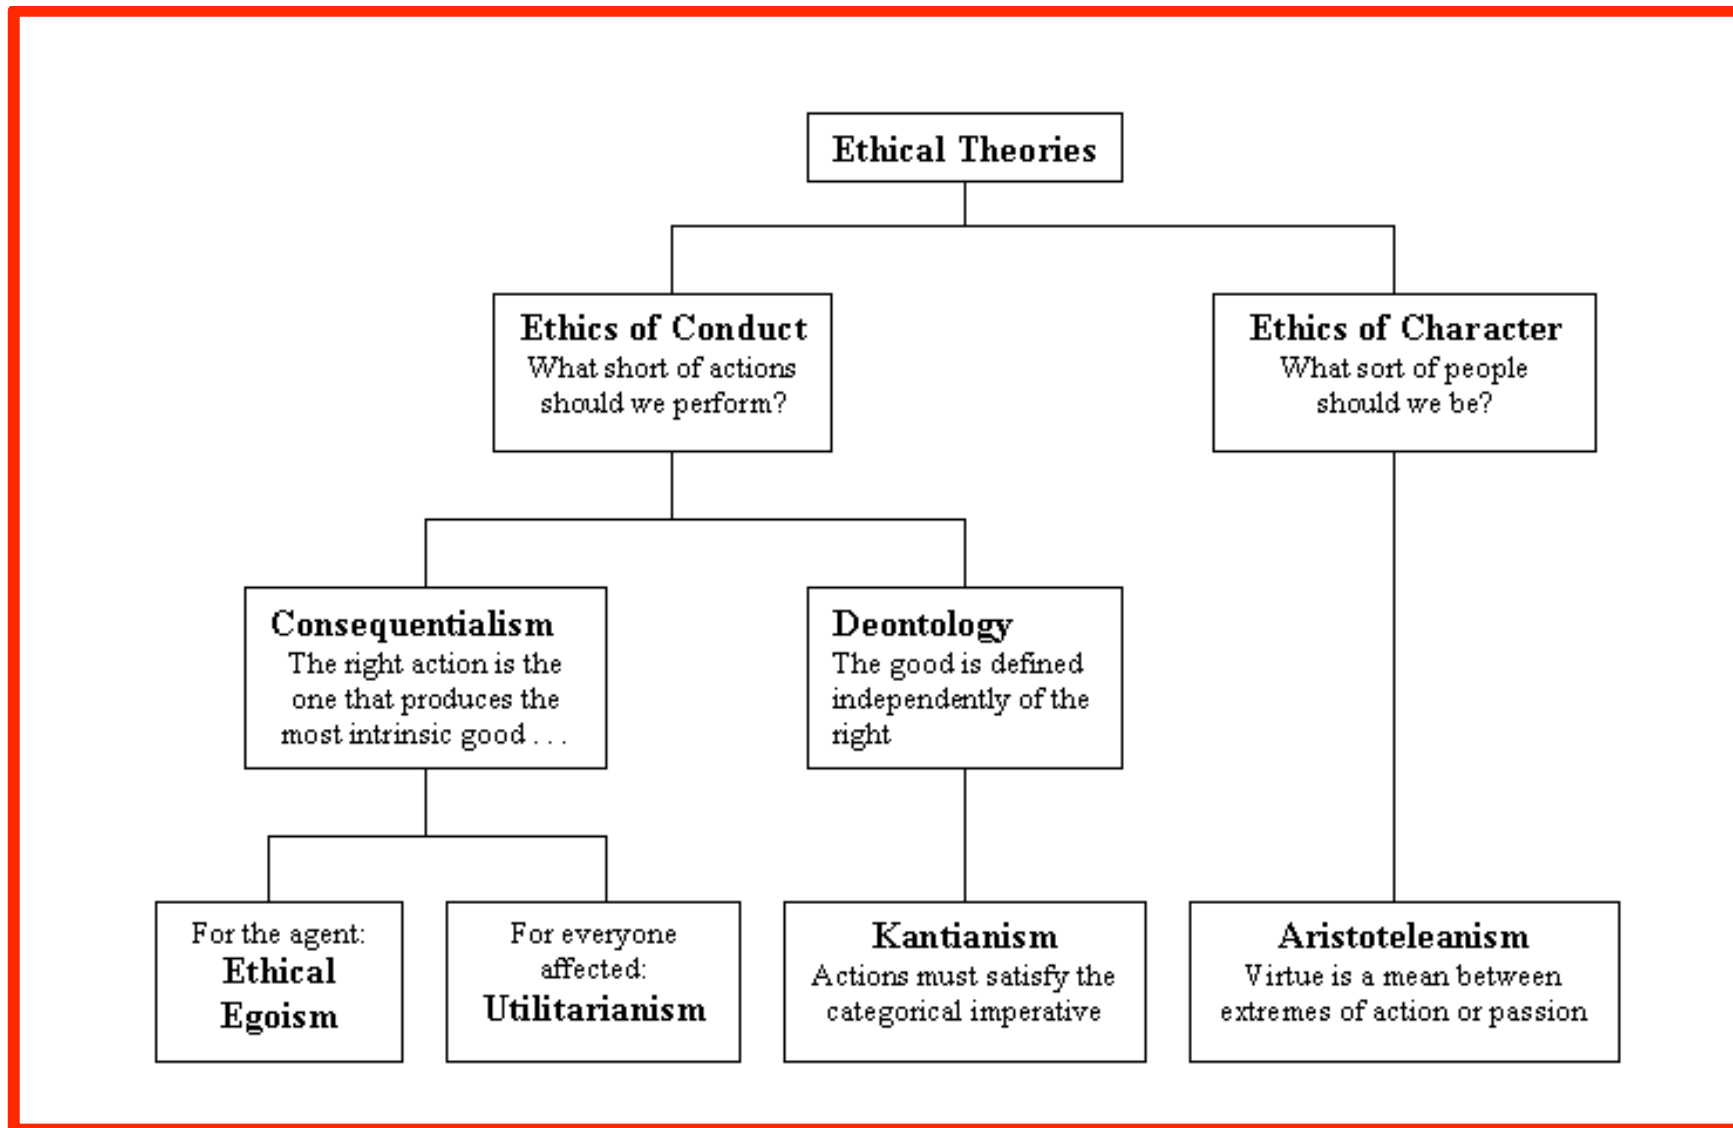 Ethical Theories
Ethics of Conduct
What short of actions
should we perform?
Ethics of Character
What sort of people
should we be?
Consequentialism
The right action is the
one that produces the
most intrinsic good . . .
Deontology
The good is defined
independently of the
right
For the agent:
Ethical
Egoism
For everyone
affected:
Utilitarianism
Kantianism
Actions must satisfy the
categorical imperative
Aristoteleanism
Virtue is a mean between
extremes of action or passion